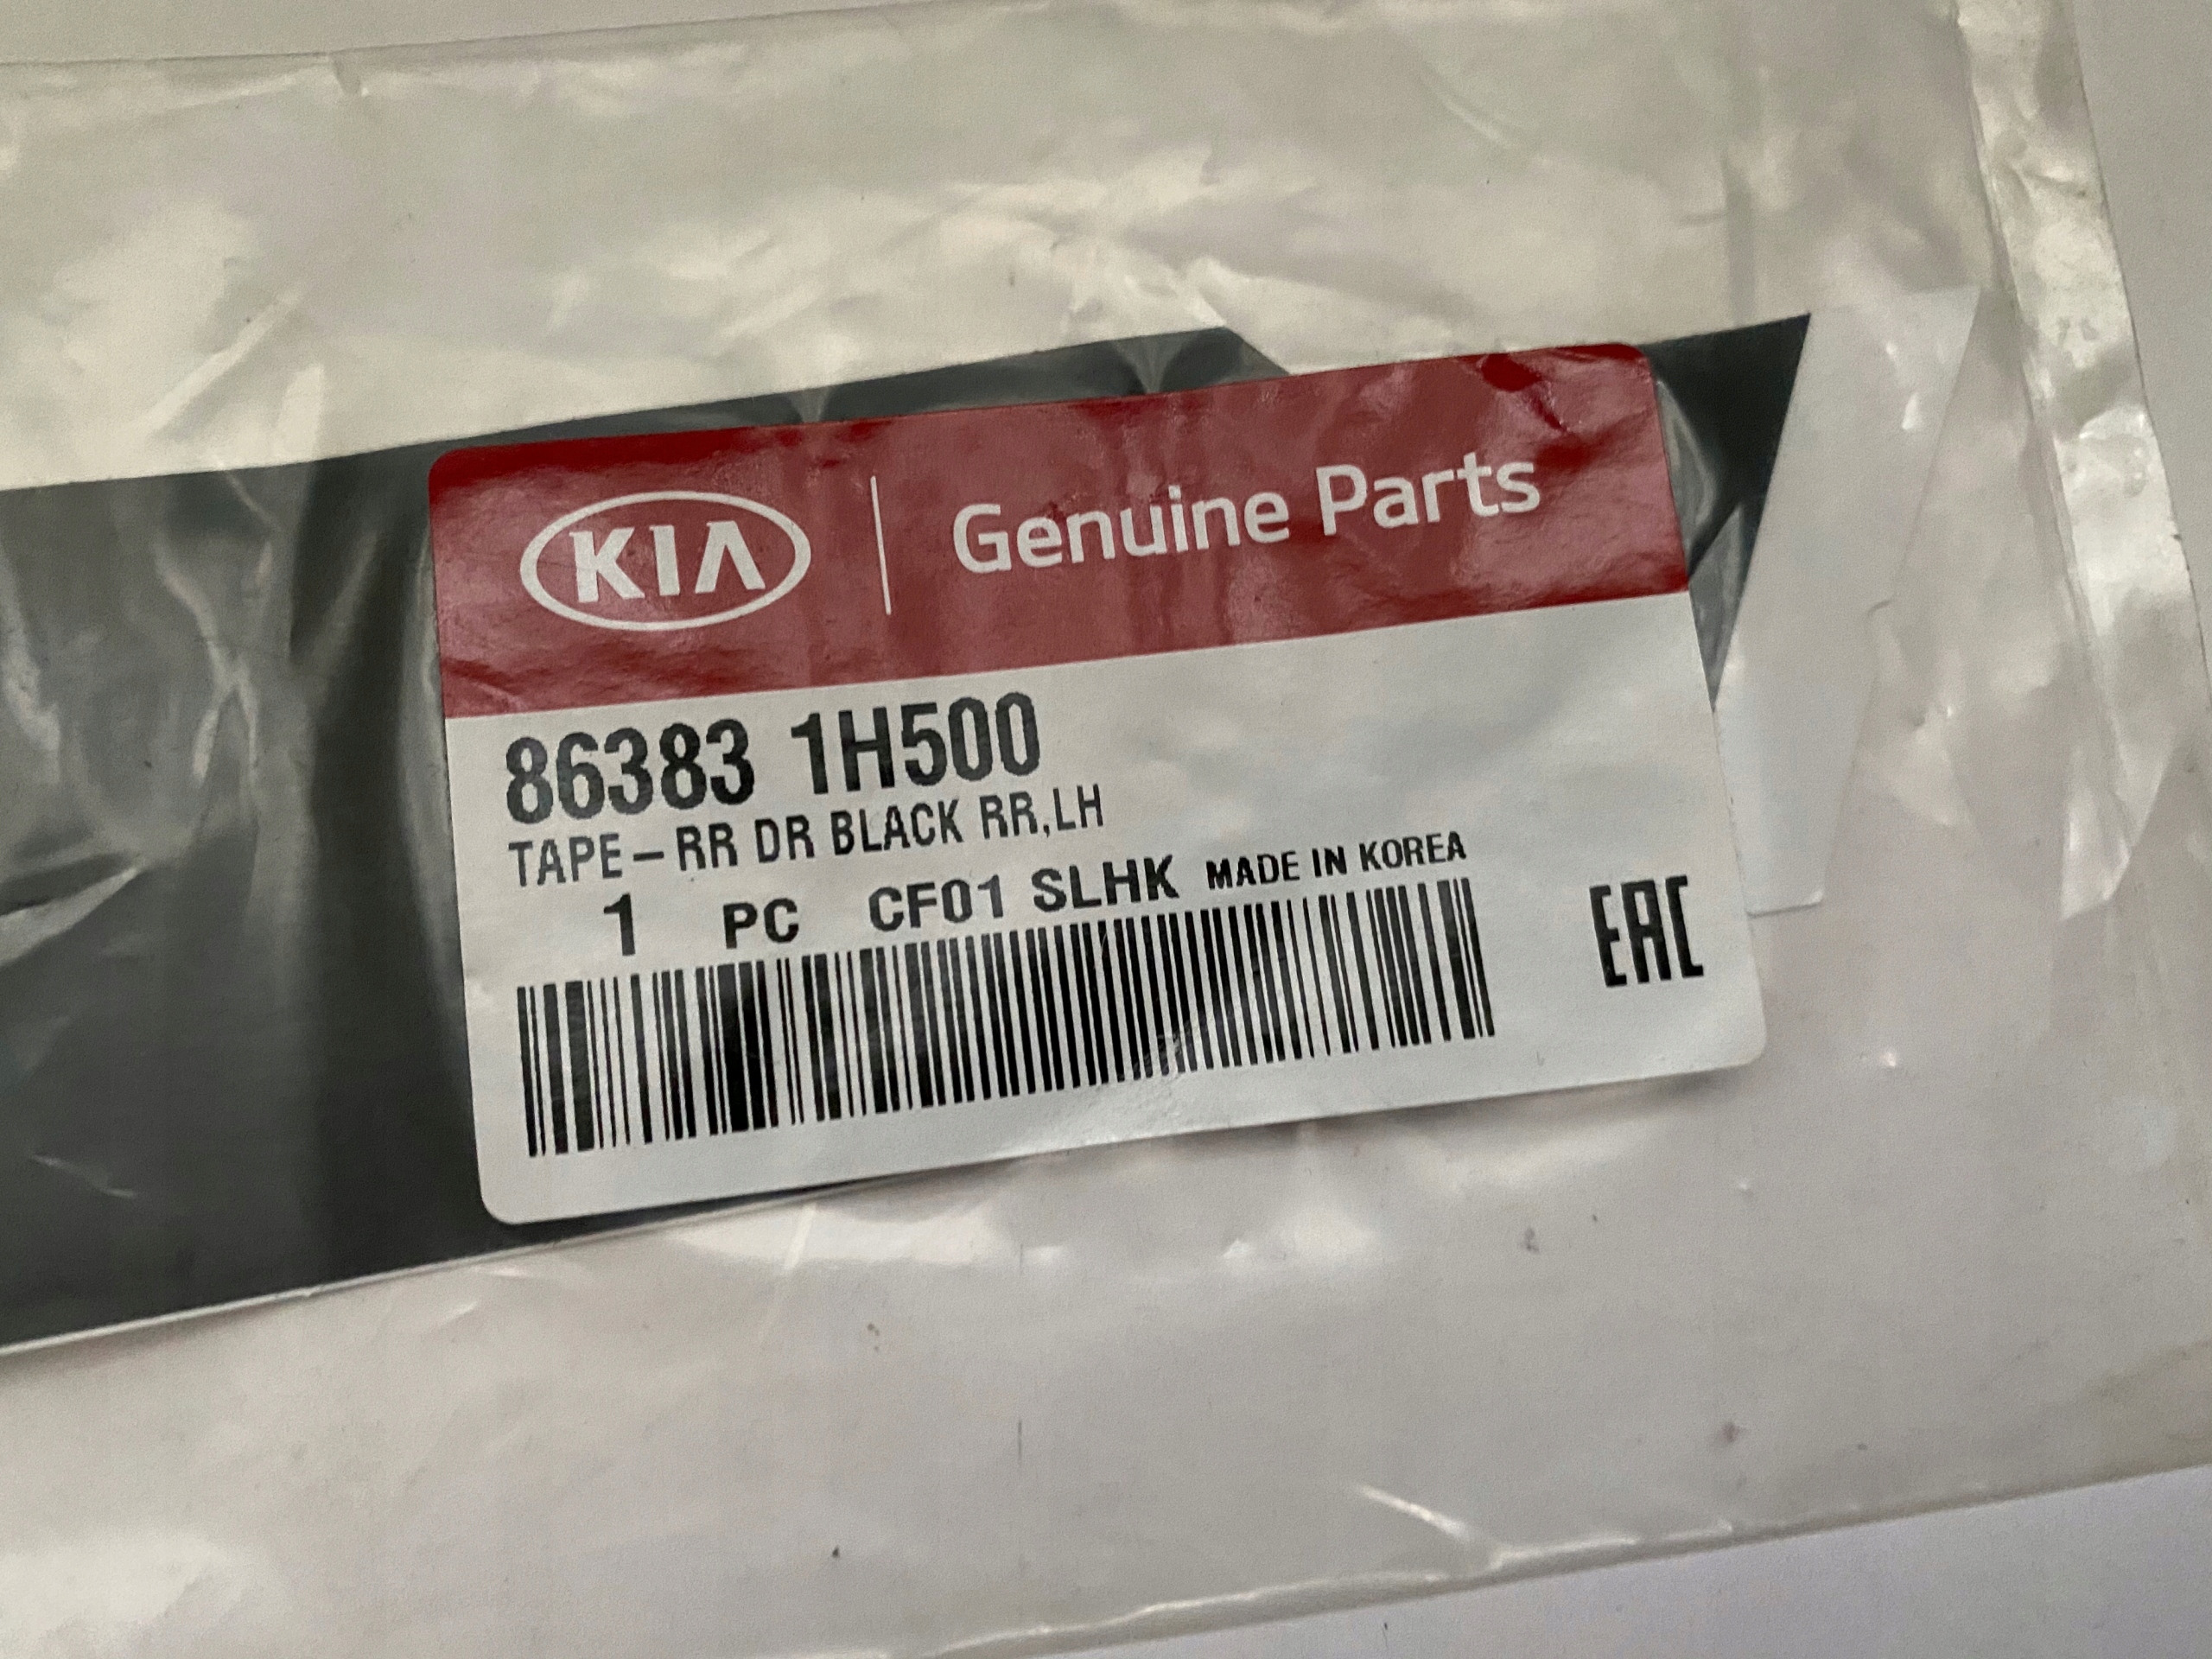 KIA Genuine Parts
86383 1H500
TAPE-RR DR BLACK RR,LH
1 PC CF01 SLHK MADE IN KOREA
EAC